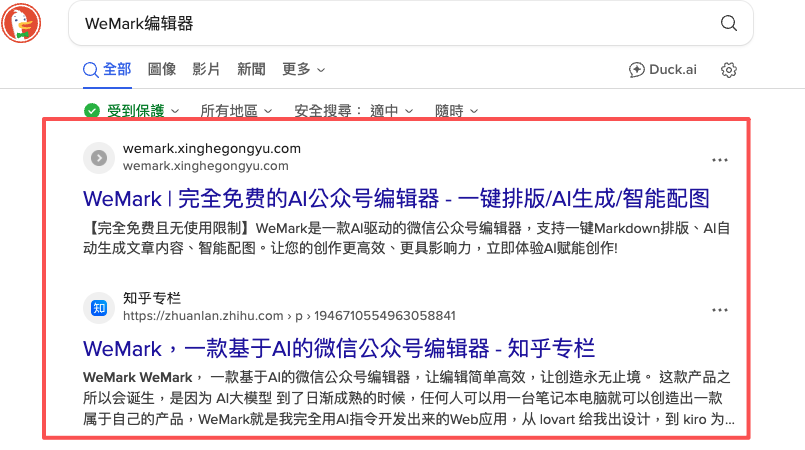 WeMark编辑器
全部 圖像 影片 新聞 更多 Duck.ai
受到保護 所有地區 安全搜尋： 適中 隨時
wemark.xinghegongyu.com
wemark.xinghegongyu.com
WeMark | 完全免费的AI公众号编辑器 - 一键排版/AI生成/智能配图
【完全免费且无使用限制】WeMark是一款AI驱动的微信公众号编辑器，支持一键Markdown排版、AI自
动生成文章内容、智能配图。让您的创作更高效、更具影响力，立即体验AI赋能创作!
知 知乎专栏
https://zhuanlan.zhihu.com › p › 1946710554963058841
WeMark，一款基于AI的微信公众号编辑器 - 知乎专栏
WeMark WeMark， 一款基于AI的微信公众号编辑器，让编辑简单高效，让创造永无止境。 这款产品之
所以会诞生，是因为 AI大模型 到了日渐成熟的时候，任何人可以用一台笔记本电脑就可以创造出一款
属于自己的产品，WeMark就是我完全用AI指令开发出来的Web应用，从 lovart 给我出设计，到 kiro 为...